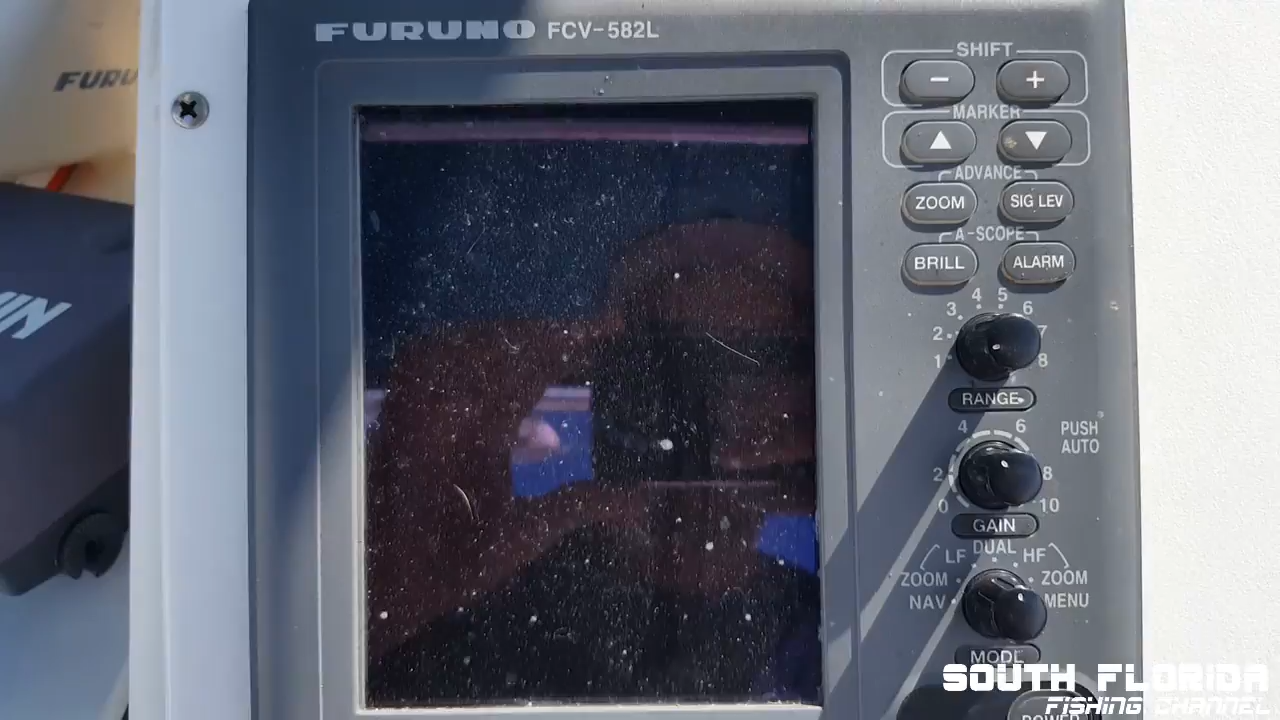 FURUNO FCV-582L
SHIFT
− +
MARKER
▲ ▼
ADVANCE
ZOOM SIG LEV
A-SCOPE
BRILL ALARM
1 2 3 4 5 6 7 8
RANGE
0 2 4 6 8 10
PUSH
AUTO
GAIN
LF DUAL HF
ZOOM ZOOM
NAV MENU
MODE
POWER
SOUTH FLORIDA
FISHING CHANNEL